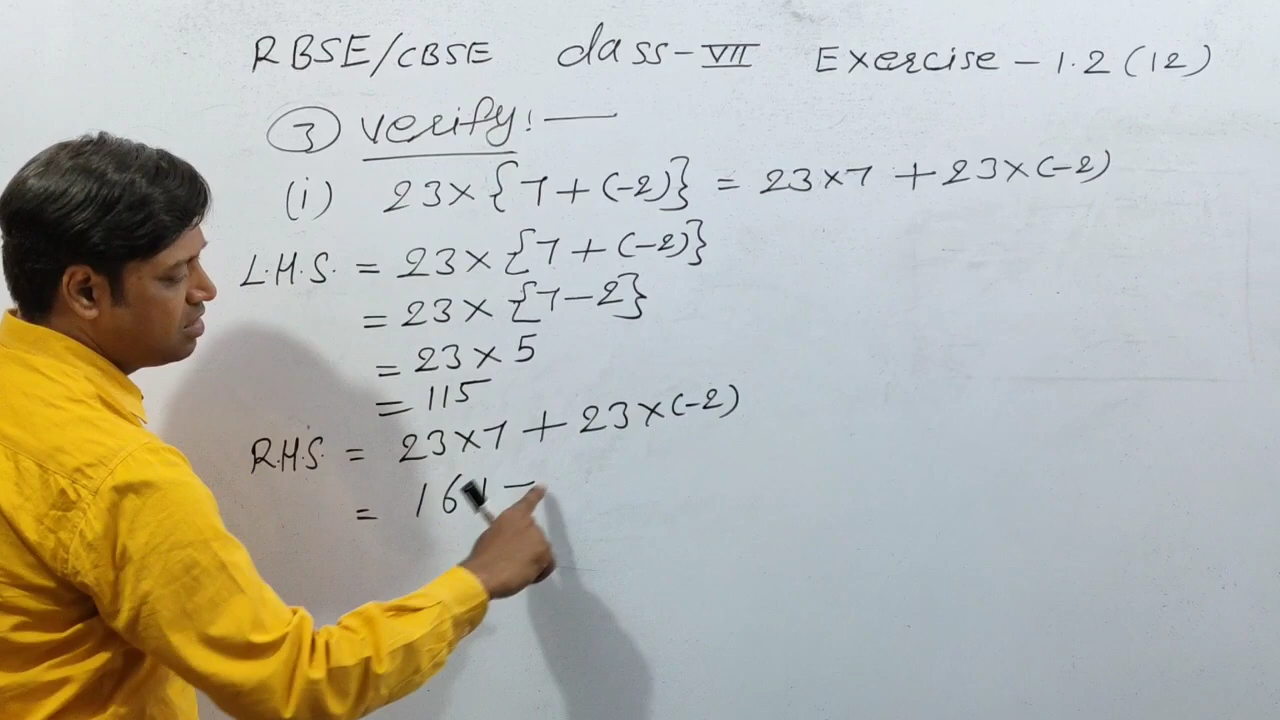 RBSE/CBSE class-VII Exercise-1.2(12)
③ Verify:—
(i) 23×{7+(-2)} = 23×7 + 23×(-2)
L.H.S. = 23×{7+(-2)}
= 23×{7-2}
= 23×5
= 115
R.H.S. = 23×7 + 23×(-2)
= 161 -